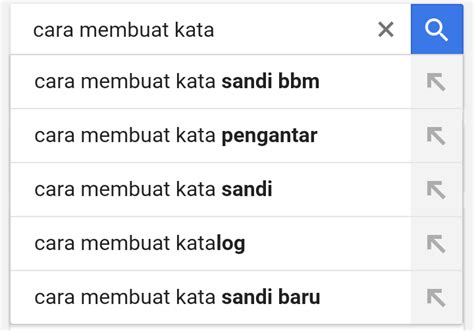 cara membuat kata
cara membuat kata sandi bbm
cara membuat kata pengantar
cara membuat kata sandi
cara membuat katalog
cara membuat kata sandi baru